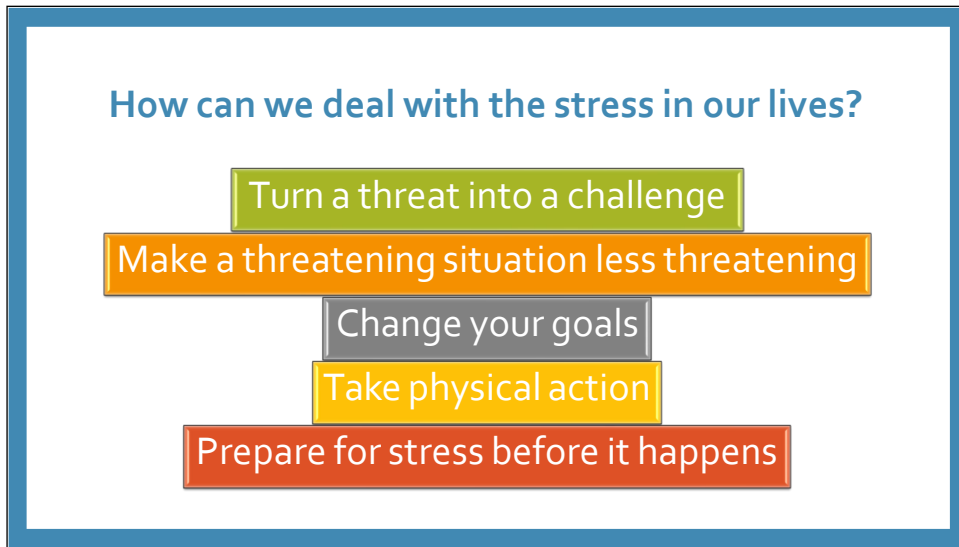 How can we deal with the stress in our lives?
Turn a threat into a challenge
Make a threatening situation less threatening
Change your goals
Take physical action
Prepare for stress before it happens